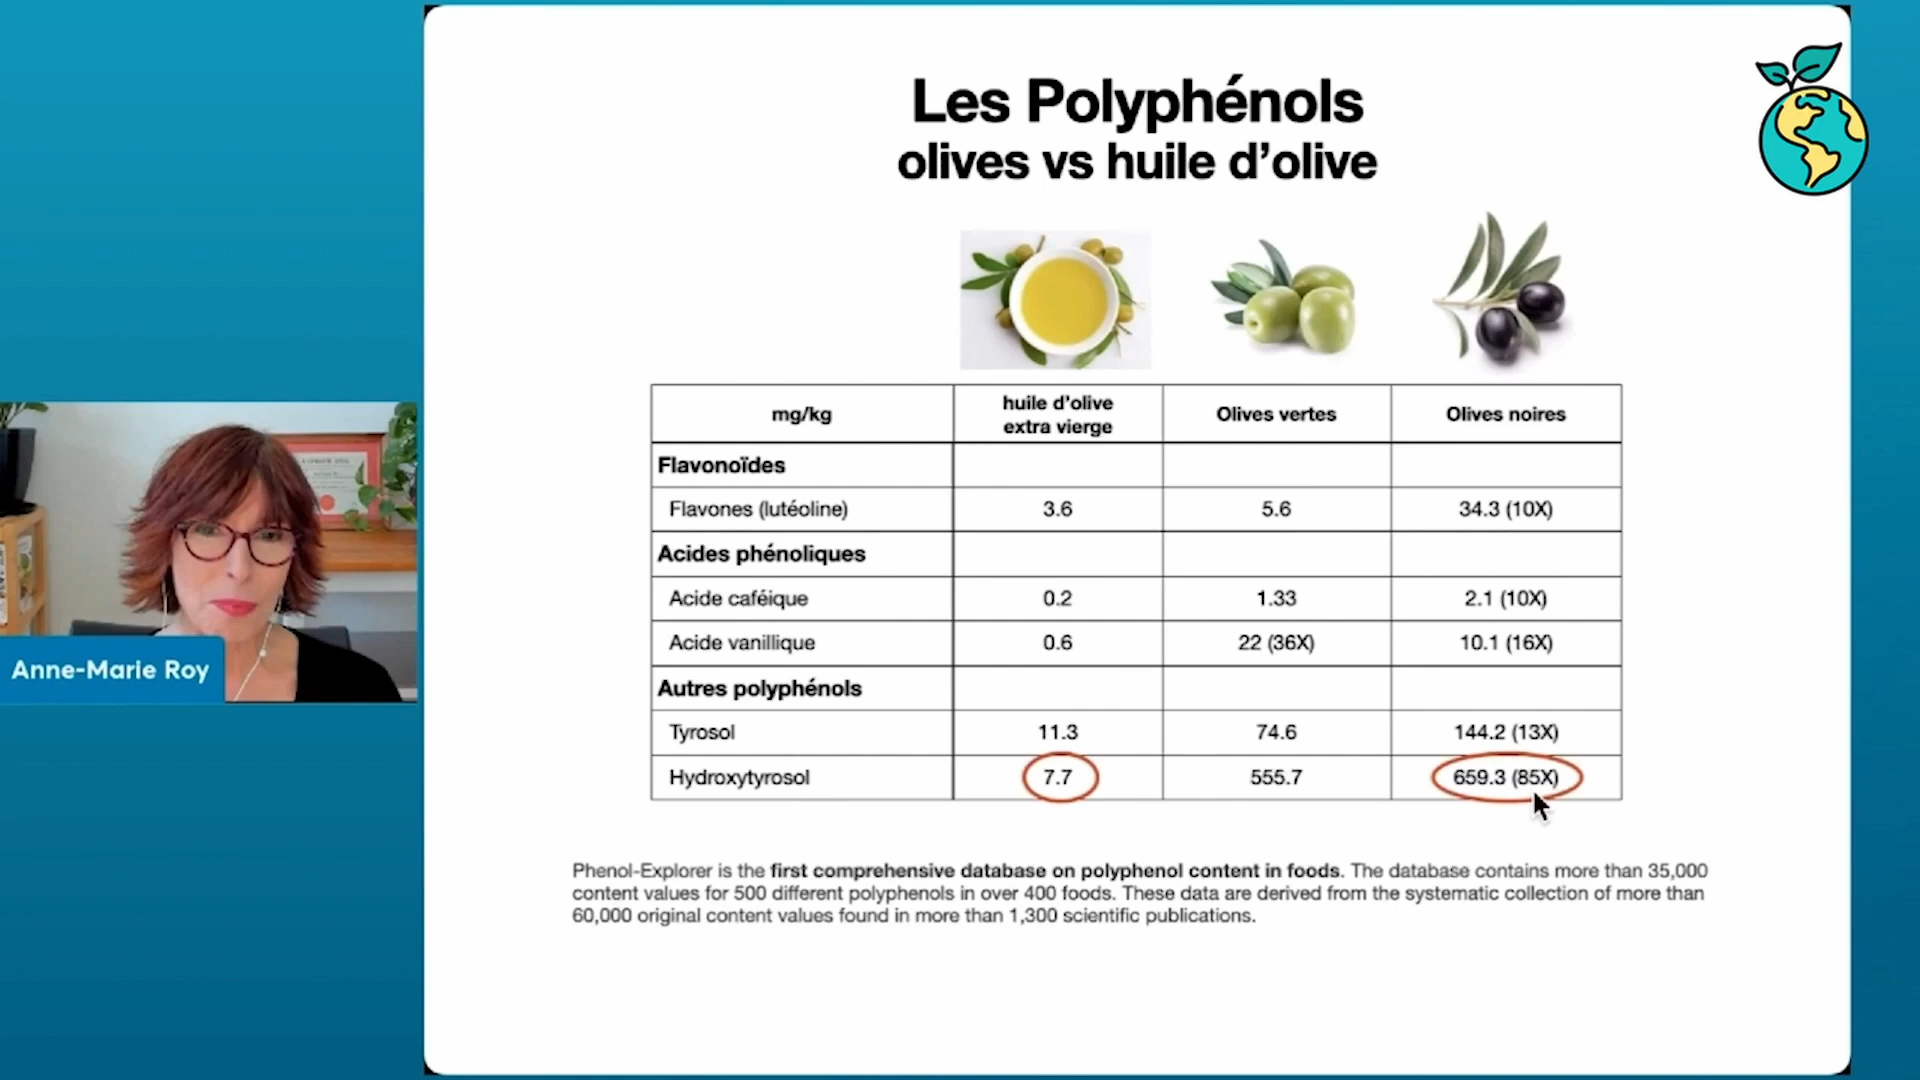 Les Polyphénols
olives vs huile d’olive
mg/kg huile d’olive extra vierge Olives vertes Olives noires
Flavonoïdes
Flavones (lutéoline) 3.6 5.6 34.3 (10X)
Acides phénoliques
Acide caféique 0.2 1.33 2.1 (10X)
Acide vanillique 0.6 22 (36X) 10.1 (16X)
Autres polyphénols
Tyrosol 11.3 74.6 144.2 (13X)
Hydroxytyrosol 7.7 555.7 659.3 (85X)
Phenol-Explorer is the first comprehensive database on polyphenol content in foods. The database contains more than 35,000
content values for 500 different polyphenols in over 400 foods. These data are derived from the systematic collection of more than
60,000 original content values found in more than 1,300 scientific publications.
Anne-Marie Roy